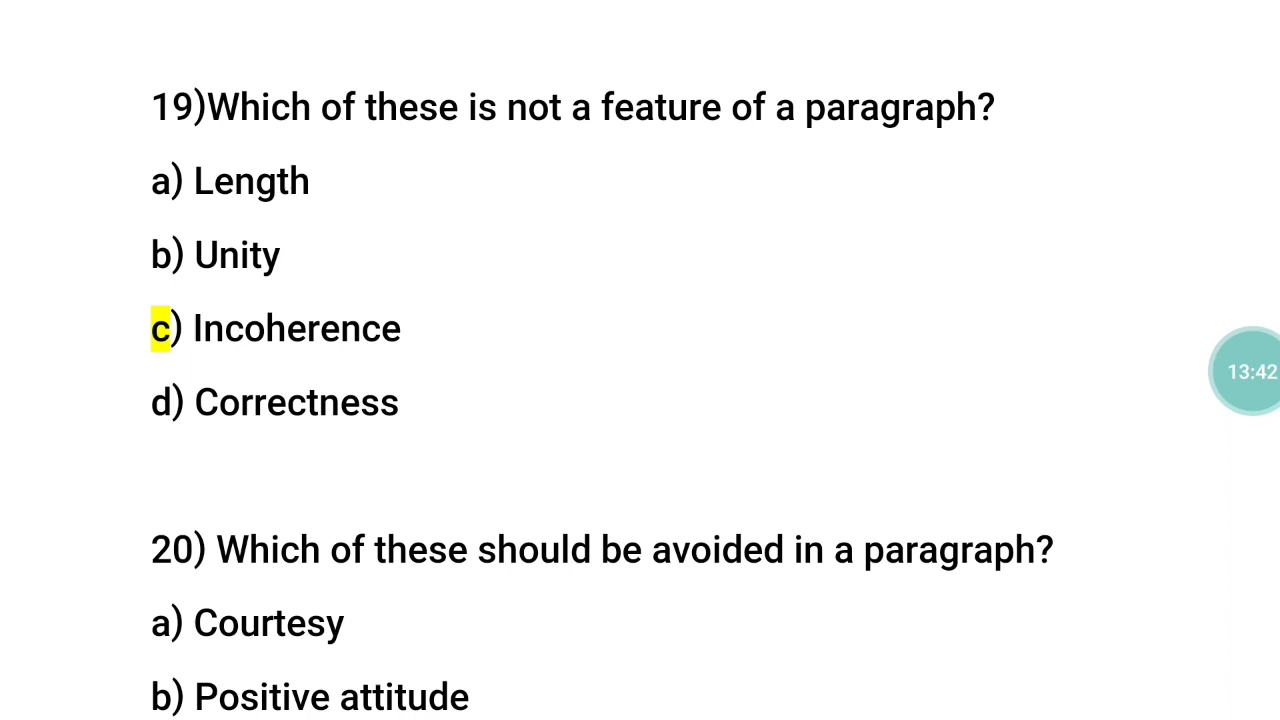 19)Which of these is not a feature of a paragraph?
a) Length
b) Unity
c) Incoherence
13:42
d) Correctness
20) Which of these should be avoided in a paragraph?
a) Courtesy
b) Positive attitude